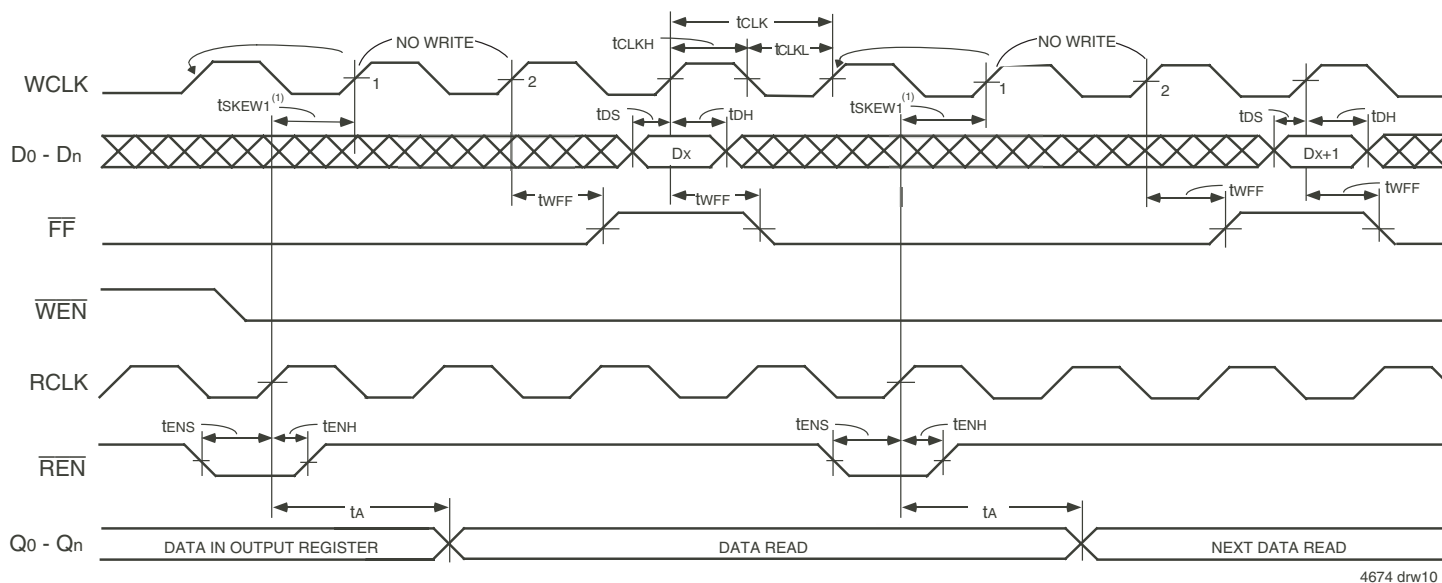 tCLK
NO WRITE
tCLKH
tCLKL
NO WRITE
WCLK
1
2
1
2
tSKEW1(1)
tDS
tDH
tSKEW1(1)
tDS
tDH
D0 - Dn
Dx
Dx+1
tWFF
tWFF
tWFF
tWFF
FF
WEN
RCLK
tENS
tENH
tENS
tENH
REN
tA
tA
Q0 - Qn
DATA IN OUTPUT REGISTER
DATA READ
NEXT DATA READ
4674 drw10